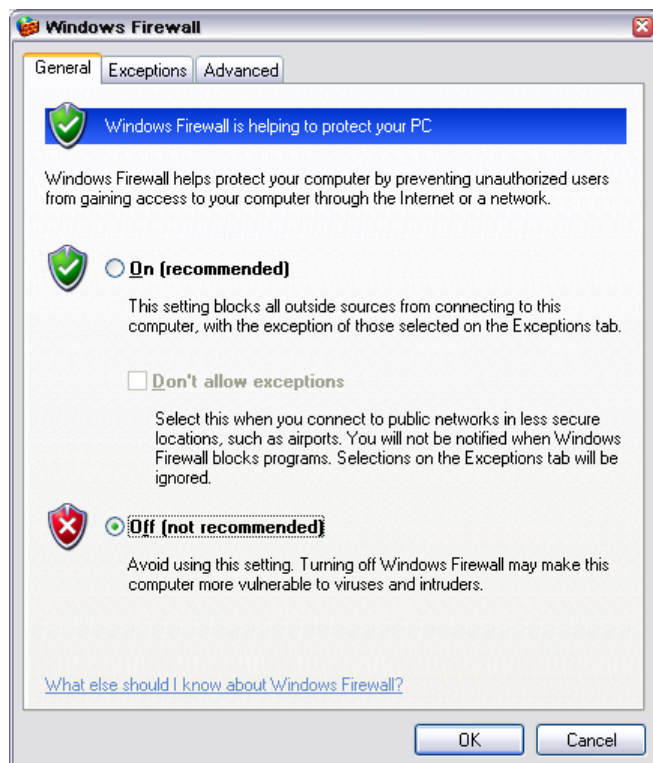 Windows Firewall
General Exceptions Advanced
Windows Firewall is helping to protect your PC
Windows Firewall helps protect your computer by preventing unauthorized users
from gaining access to your computer through the Internet or a network.
On (recommended)
This setting blocks all outside sources from connecting to this
computer, with the exception of those selected on the Exceptions tab.
Don't allow exceptions
Select this when you connect to public networks in less secure
locations, such as airports. You will not be notified when Windows
Firewall blocks programs. Selections on the Exceptions tab will be
ignored.
Off (not recommended)
Avoid using this setting. Turning off Windows Firewall may make this
computer more vulnerable to viruses and intruders.
What else should I know about Windows Firewall?
OK Cancel